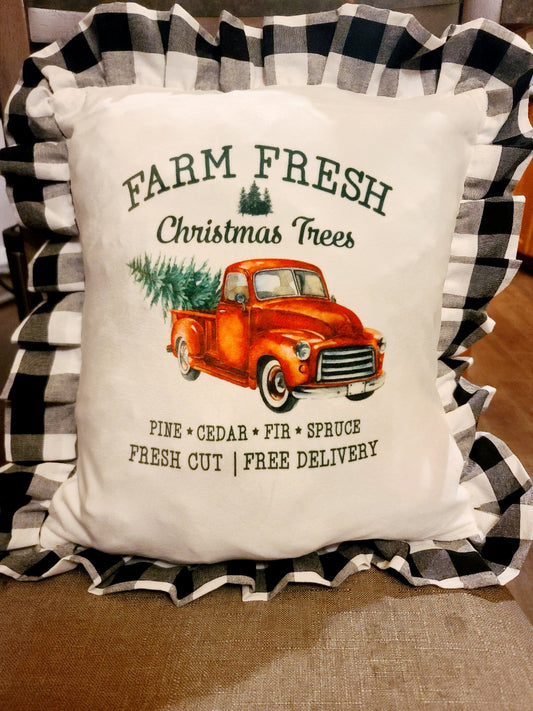 FARM FRESH
Christmas Trees
PINE ★ CEDAR ★ FIR ★ SPRUCE
FRESH CUT | FREE DELIVERY